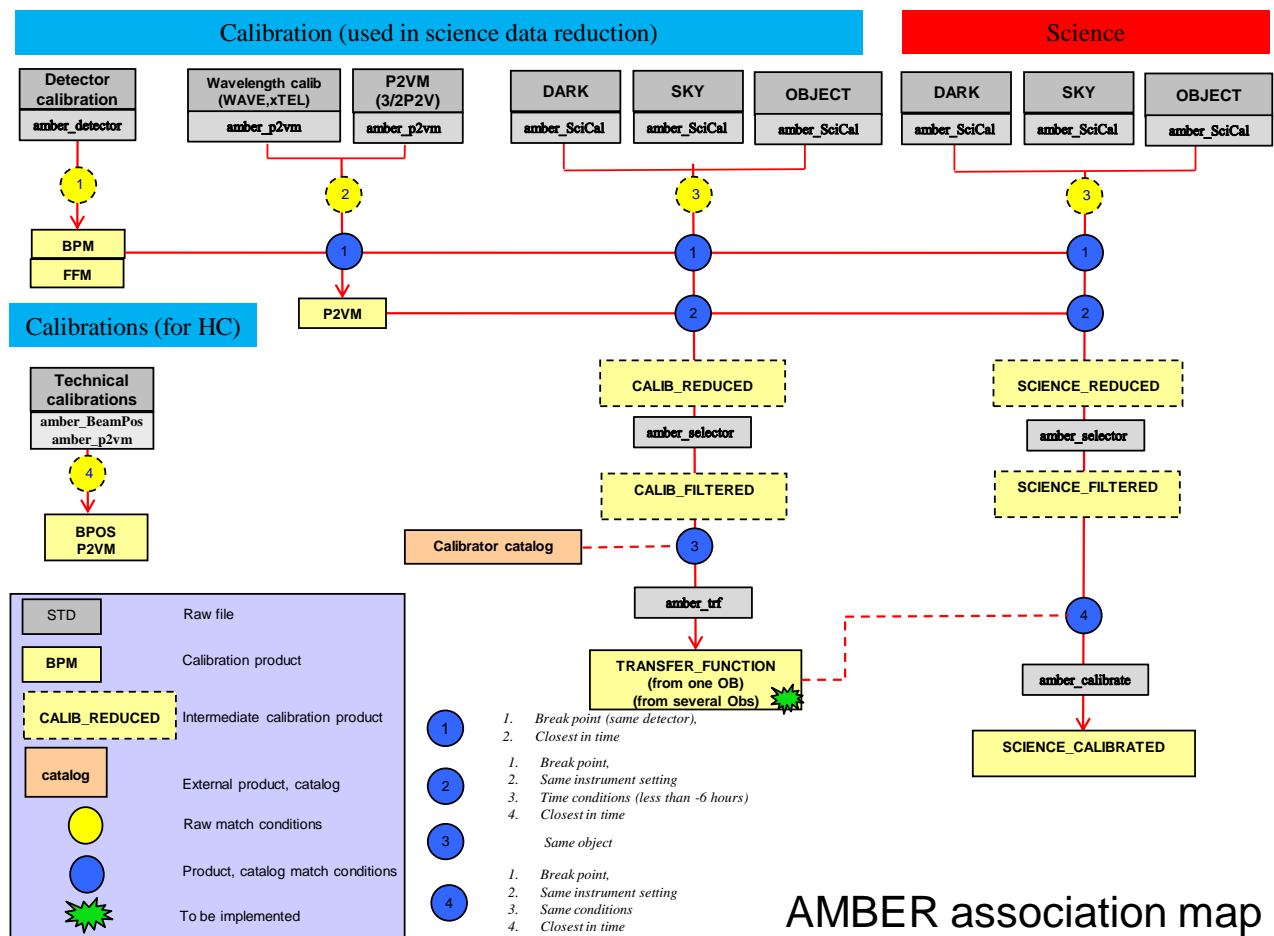 Calibration (used in science data reduction)
Science
Detector
calibration
amber_detector
Wavelength calib
(WAVE,xTEL)
amber_p2vm
P2VM
(3/2P2V)
amber_p2vm
DARK
amber_SciCal
SKY
amber_SciCal
OBJECT
amber_SciCal
DARK
amber_SciCal
SKY
amber_SciCal
OBJECT
amber_SciCal
1
2
3
3
BPM
FFM
1
1
1
P2VM
2
2
Calibrations (for HC)
Technical
calibrations
amber_BeamPos
amber_p2vm
4
BPOS
P2VM
CALIB_REDUCED
amber_selector
CALIB_FILTERED
Calibrator catalog
3
amber_trf
TRANSFER_FUNCTION
(from one OB)
(from several Obs)
SCIENCE_REDUCED
amber_selector
SCIENCE_FILTERED
4
amber_calibrate
SCIENCE_CALIBRATED
STD
Raw file
BPM
Calibration product
CALIB_REDUCED
Intermediate calibration product
catalog
External product, catalog
Raw match conditions
Product, catalog match conditions
To be implemented
1
1. Break point (same detector),
2. Closest in time
2
1. Break point,
2. Same instrument setting
3. Time conditions (less than -6 hours)
4. Closest in time
3
Same object
4
1. Break point,
2. Same instrument setting
3. Same conditions
4. Closest in time
AMBER association map